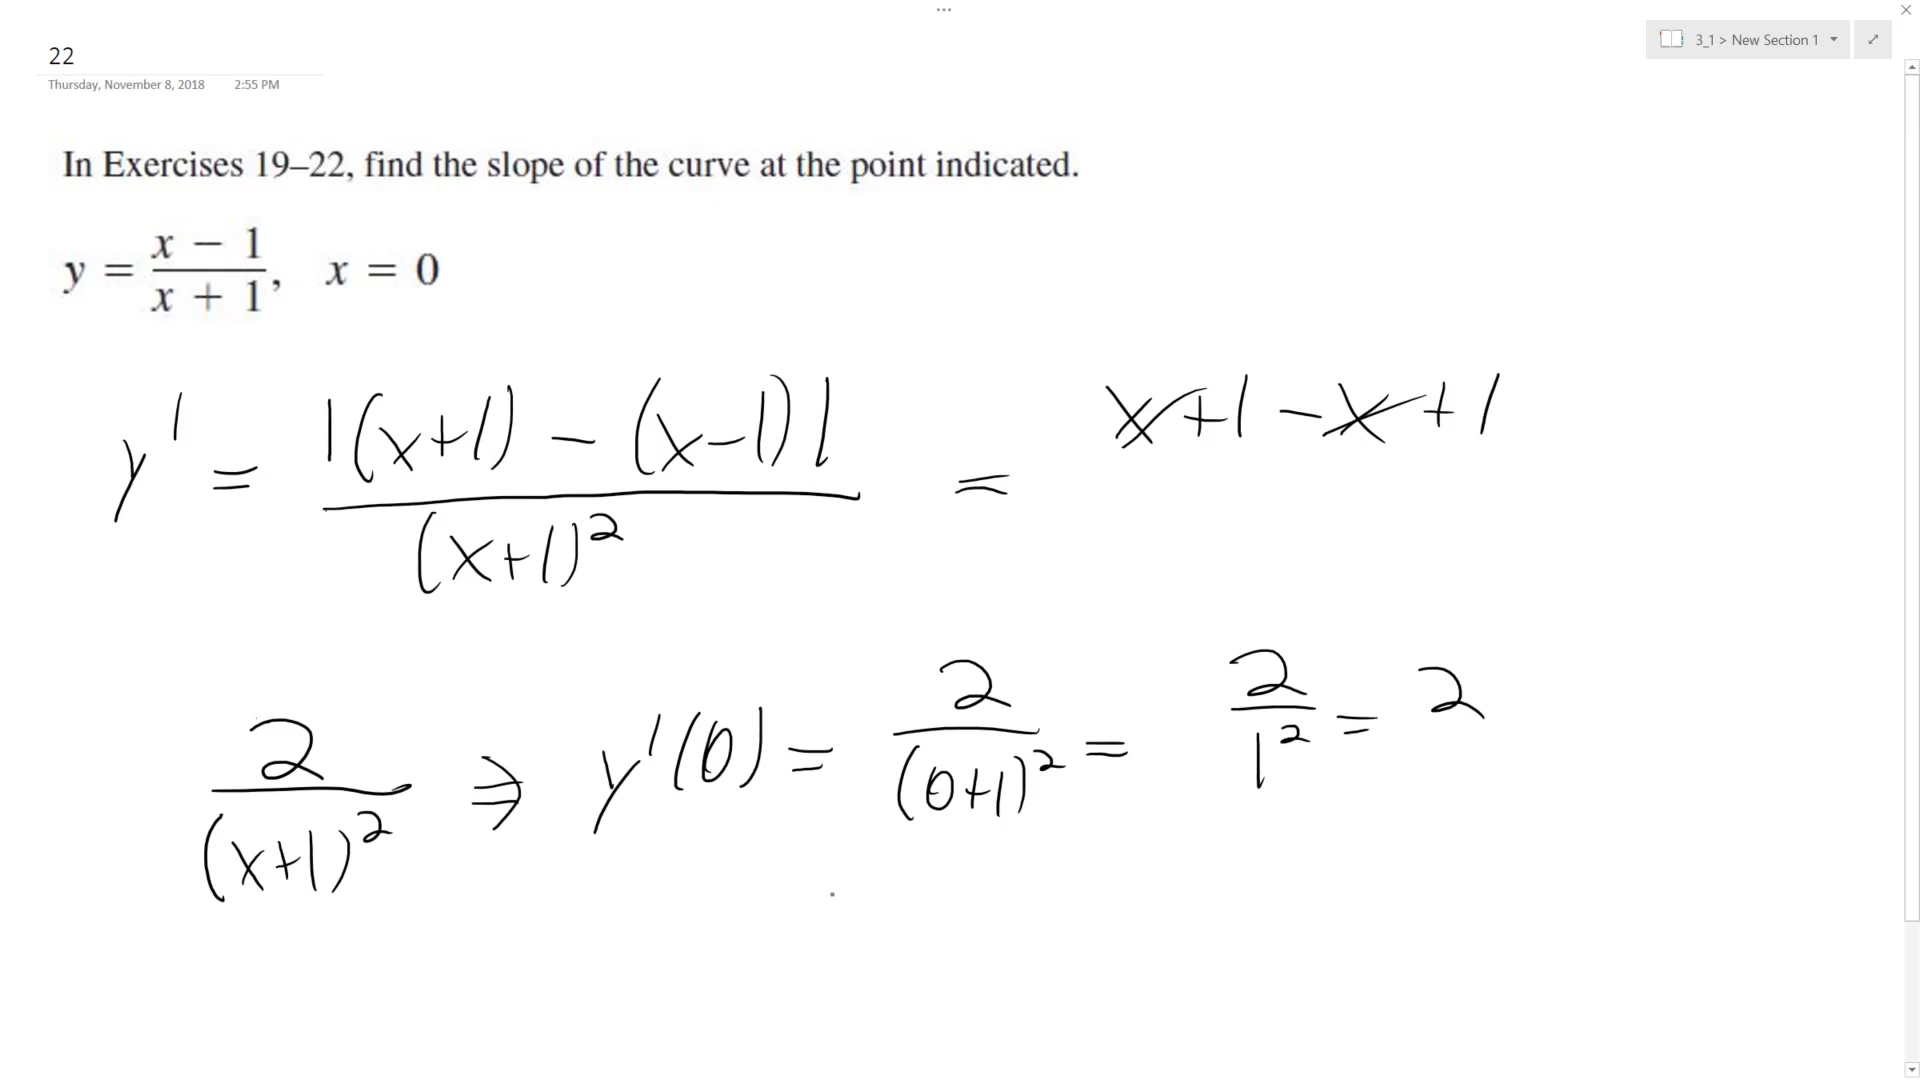 ...
22
3_1 > New Section 1
Thursday, November 8, 2018 2:55 PM
In Exercises 19–22, find the slope of the curve at the point indicated.
y = (x − 1)/(x + 1), x = 0
y' = (1(x+1) − (x−1)1)/(x+1)² = x+1−x+1
2/(x+1)² ⇒ y'(0) = 2/(0+1)² = 2/1² = 2